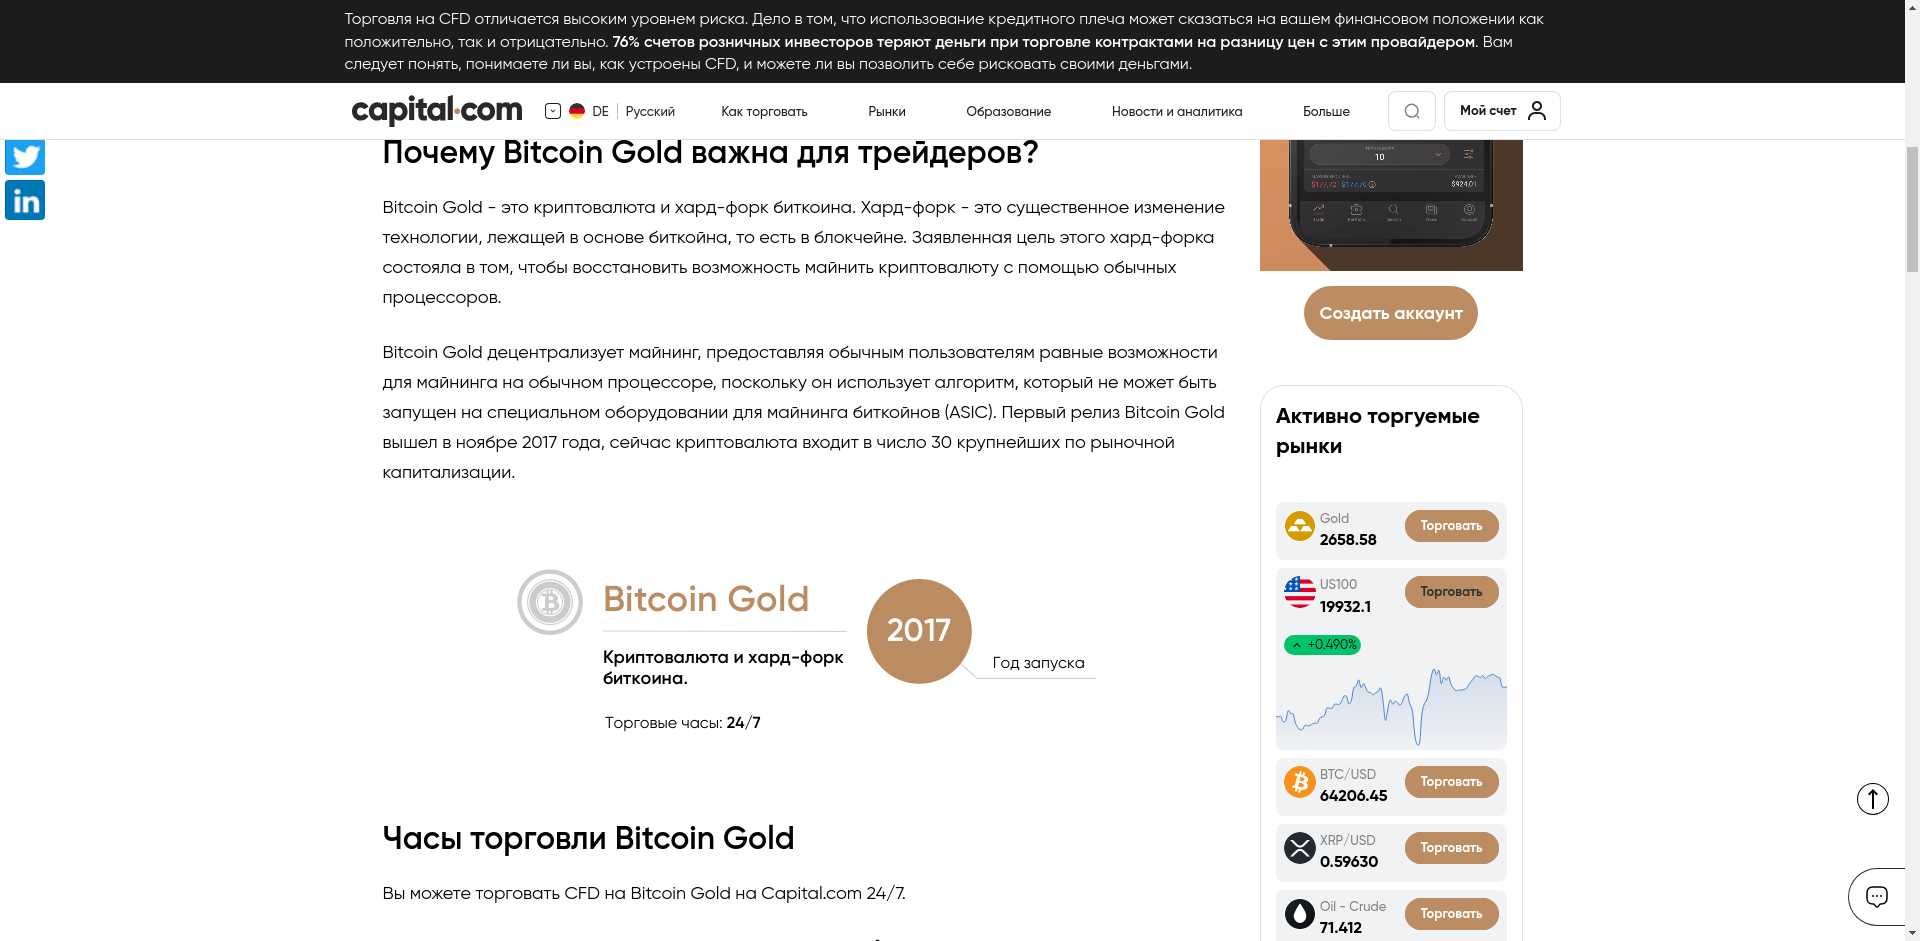 Торговля на CFD отличается высоким уровнем риска. Дело в том, что использование кредитного плеча может сказаться на вашем финансовом положении как
положительно, так и отрицательно. 76% счетов розничных инвесторов теряют деньги при торговле контрактами на разницу цен с этим провайдером. Вам
следует понять, понимаете ли вы, как устроены CFD, и можете ли вы позволить себе рисковать своими деньгами.
capital.com
DE
Русский
Как торговать
Рынки
Образование
Новости и аналитика
Больше
Мой счет
in
Почему Bitcoin Gold важна для трейдеров?
Bitcoin Gold - это криптовалюта и хард-форк биткоина. Хард-форк - это существенное изменение
технологии, лежащей в основе биткойна, то есть в блокчейне. Заявленная цель этого хард-форка
состояла в том, чтобы восстановить возможность майнить криптовалюту с помощью обычных
процессоров.
Bitcoin Gold децентрализует майнинг, предоставляя обычным пользователям равные возможности
для майнинга на обычном процессоре, поскольку он использует алгоритм, который не может быть
запущен на специальном оборудовании для майнинга биткойнов (ASIC). Первый релиз Bitcoin Gold
вышел в ноябре 2017 года, сейчас криптовалюта входит в число 30 крупнейших по рыночной
капитализации.
Bitcoin Gold
Криптовалюта и хард-форк
биткоина.
Торговые часы: 24/7
2017
Год запуска
Часы торговли Bitcoin Gold
Вы можете торговать CFD на Bitcoin Gold на Capital.com 24/7.
10
$177.72 $177.76
$924.01
Создать аккаунт
Активно торгуемые
рынки
Gold
2658.58
Торговать
US100
19932.1
Торговать
+0.490%
BTC/USD
64206.45
Торговать
XRP/USD
0.59630
Торговать
Oil - Crude
71.412
Торговать